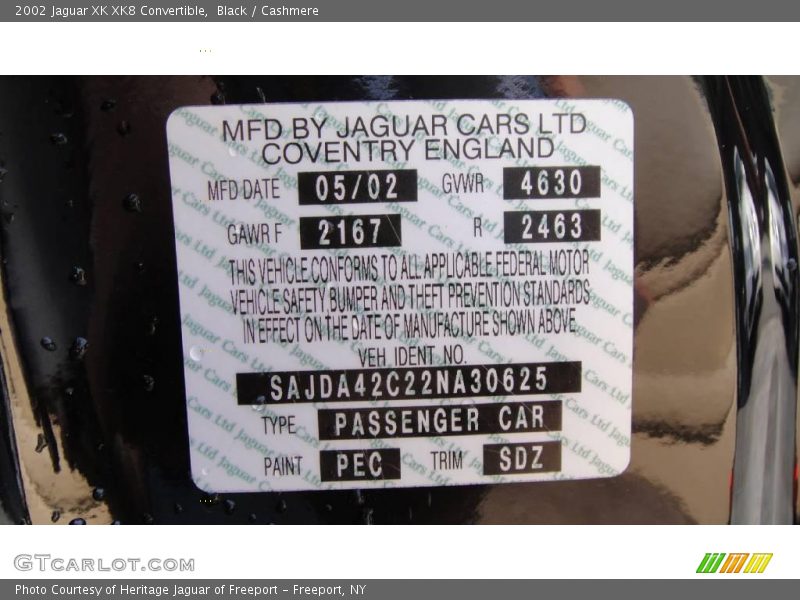 2002 Jaguar XK XK8 Convertible, Black / Cashmere
MFD BY JAGUAR CARS LTD
COVENTRY ENGLAND
MFD DATE 05/02 GVWR 4630
GAWR F 2167 R 2463
THIS VEHICLE CONFORMS TO ALL APPLICABLE FEDERAL MOTOR
VEHICLE SAFETY BUMPER AND THEFT PREVENTION STANDARDS
IN EFFECT ON THE DATE OF MANUFACTURE SHOWN ABOVE.
VEH IDENT NO.
SAJDA42C22NA30625
TYPE PASSENGER CAR
PAINT PEC TRIM SDZ
GTCARLOT.COM
Photo Courtesy of Heritage Jaguar of Freeport - Freeport, NY